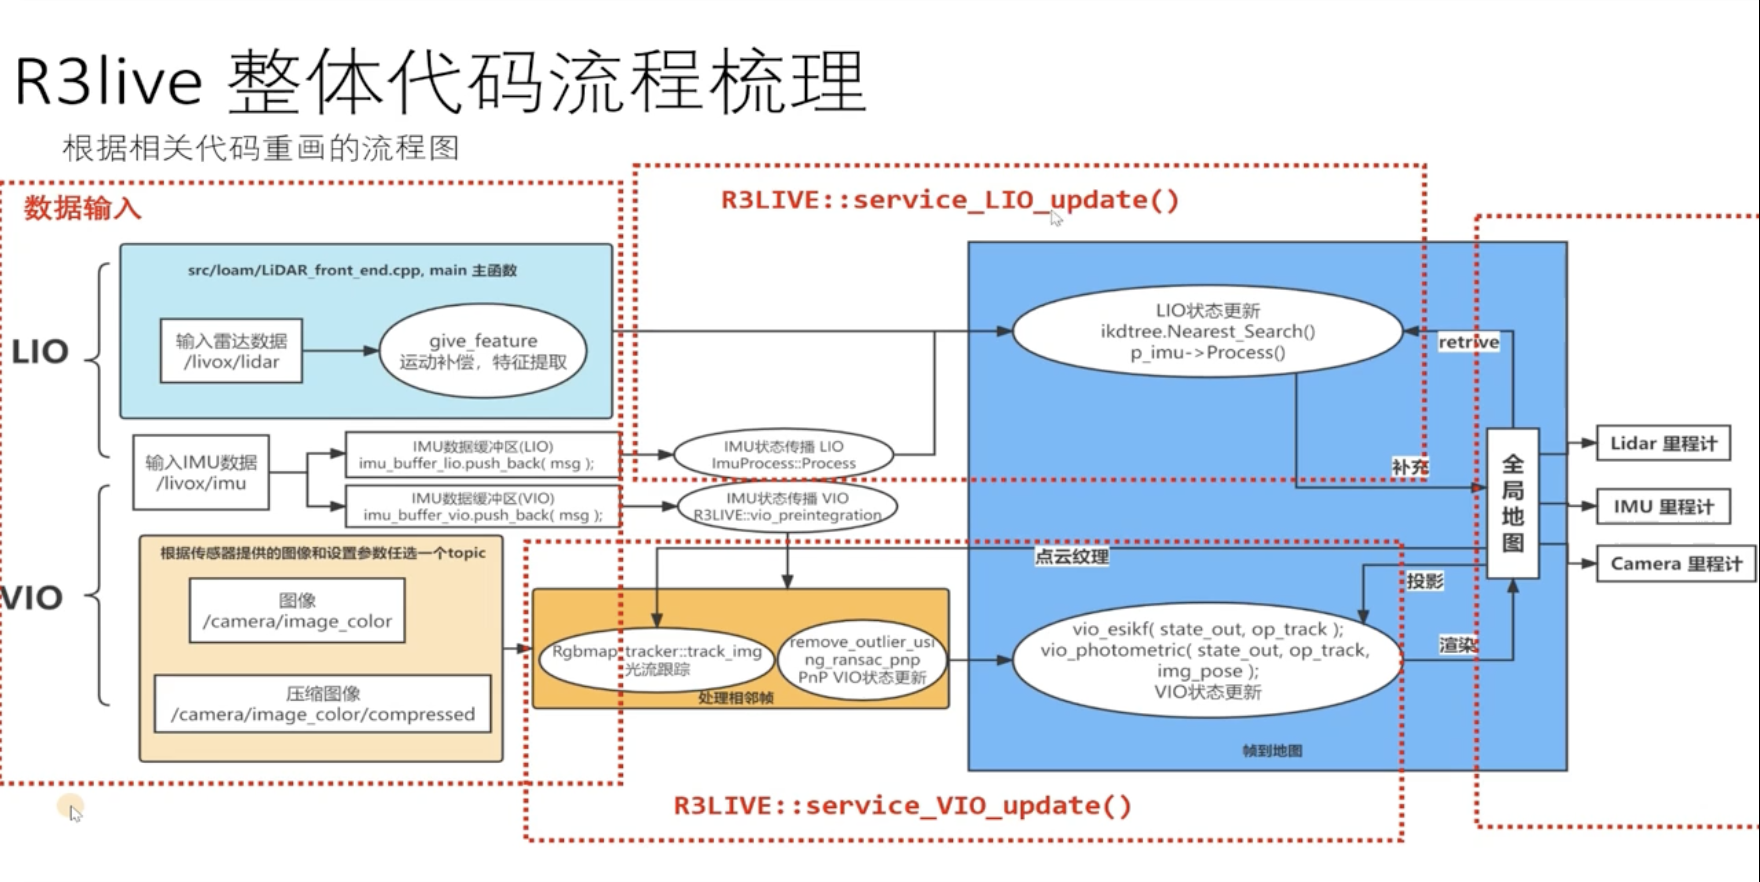 R3live 整体代码流程梳理
根据相关代码重画的流程图
数据输入
R3LIVE::service_LIO_update()
LIO
src/loam/LiDAR_front_end.cpp, main 主函数
输入雷达数据
/livox/lidar
give_feature
运动补偿，特征提取
LIO状态更新
ikdtree.Nearest_Search()
p_imu->Process()
retrive
输入IMU数据
/livox/imu
IMU数据缓冲区(LIO)
imu_buffer_lio.push_back( msg );
IMU数据缓冲区(VIO)
imu_buffer_vio.push_back( msg );
IMU状态传播 LIO
ImuProcess::Process
IMU状态传播 VIO
R3LIVE::vio_preintegration
补充
全
局
地
图
Lidar 里程计
IMU 里程计
Camera 里程计
VIO
根据传感器提供的图像和设置参数任选一个topic
图像
/camera/image_color
压缩图像
/camera/image_color/compressed
点云纹理
投影
渲染
Rgbmap_tracker::track_img
光流跟踪
remove_outlier_usi
ng_ransac_pnp
PnP VIO状态更新
处理相邻帧
vio_esikf( state_out, op_track );
vio_photometric( state_out, op_track,
img_pose );
VIO状态更新
帧到地图
R3LIVE::service_VIO_update()